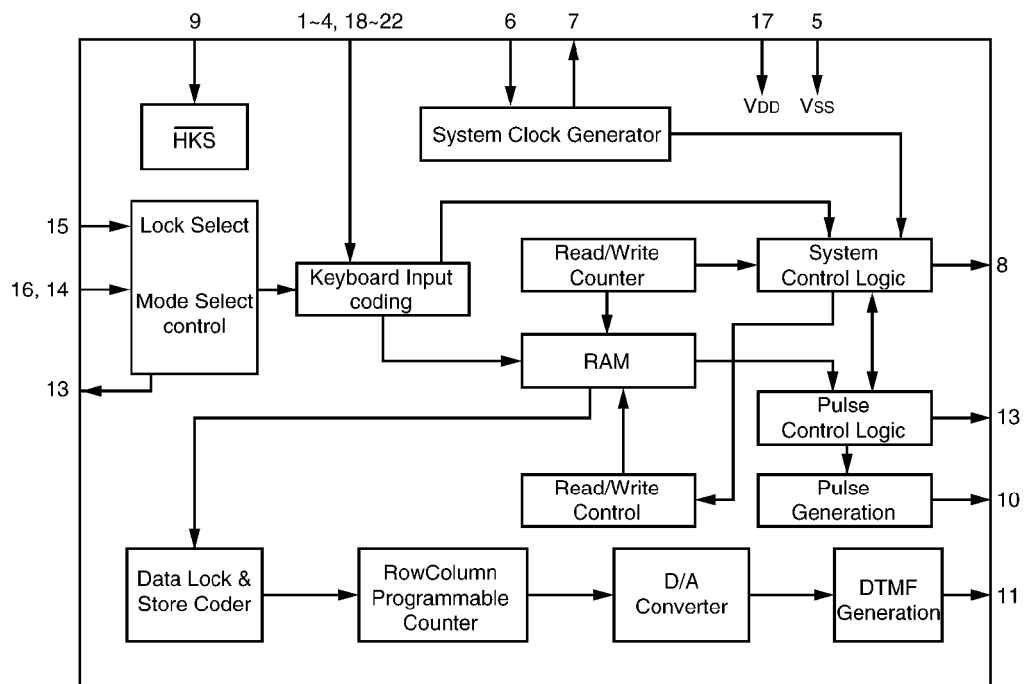 9
1~4, 18~22
6
7
17
5
HKS
System Clock Generator
VDD
VSS
15
Lock Select
16, 14
Mode Select
control
13
Keyboard Input
coding
Read/Write
Counter
System
Control Logic
8
RAM
Pulse
Control Logic
13
Read/Write
Control
Pulse
Generation
10
Data Lock &
Store Coder
RowColumn
Programmable
Counter
D/A
Converter
DTMF
Generation
11